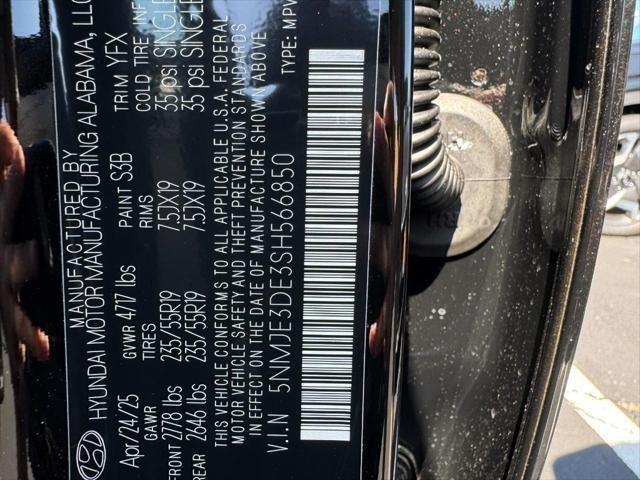 MANUFACTURED BY
HYUNDAI MOTOR MANUFACTURING ALABAMA, LLC
Apr/24/25 GVWR 4717 lbs PAINT S3B TRIM YFX
GAWR TIRES RIMS COLD TIRE INF
FRONT 2778 lbs 235/55R19 7.51X19 35 psi SINGLE
REAR 2646 lbs 235/55R19 7.51X19 35 psi SINGLE
THIS VEHICLE CONFORMS TO ALL APPLICABLE U.S.A. FEDERAL
MOTOR VEHICLE SAFETY AND THEFT PREVENTION STANDARDS
IN EFFECT ON THE DATE OF MANUFACTURE SHOWN ABOVE
V.I.N 5NMJE3DE3SH566850 MPV